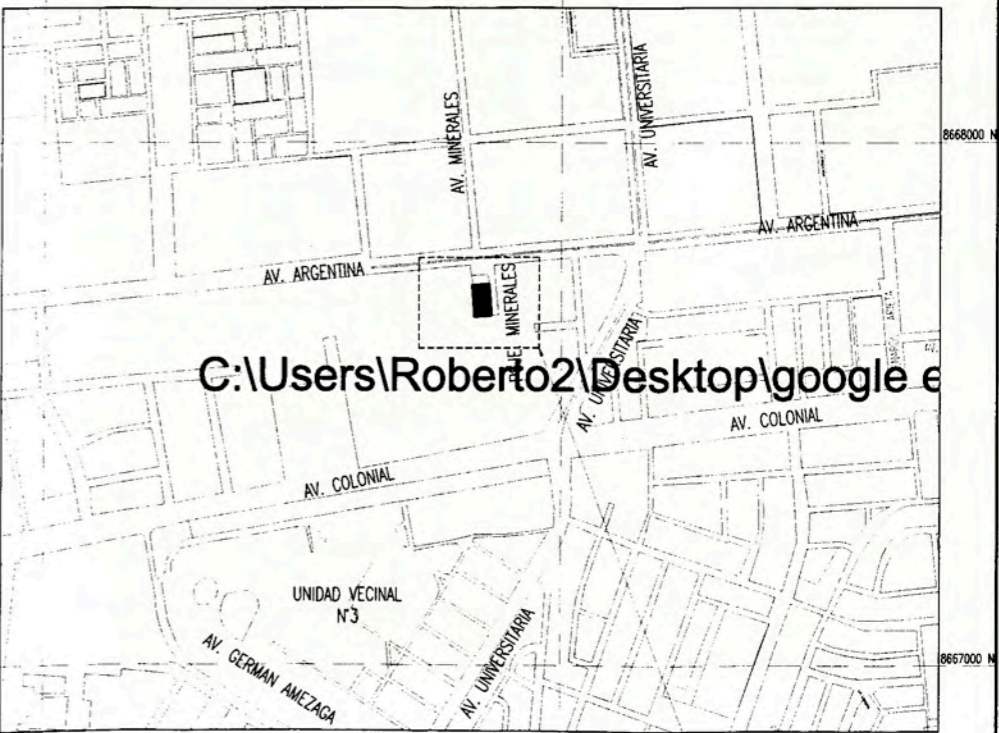 AV. MINERALES
AV. UNIVERSITARIA
8668000 N
AV. ARGENTINA
AV. ARGENTINA
MINERALES
AV. UNIVERSITARIA
C:\Users\Roberto2\Desktop\google e
AV. COLONIAL
AV. COLONIAL
UNIDAD VECINAL
N°3
AV. UNIVERSITARIA
AV. GERMAN AMEZAGA
8667000 N